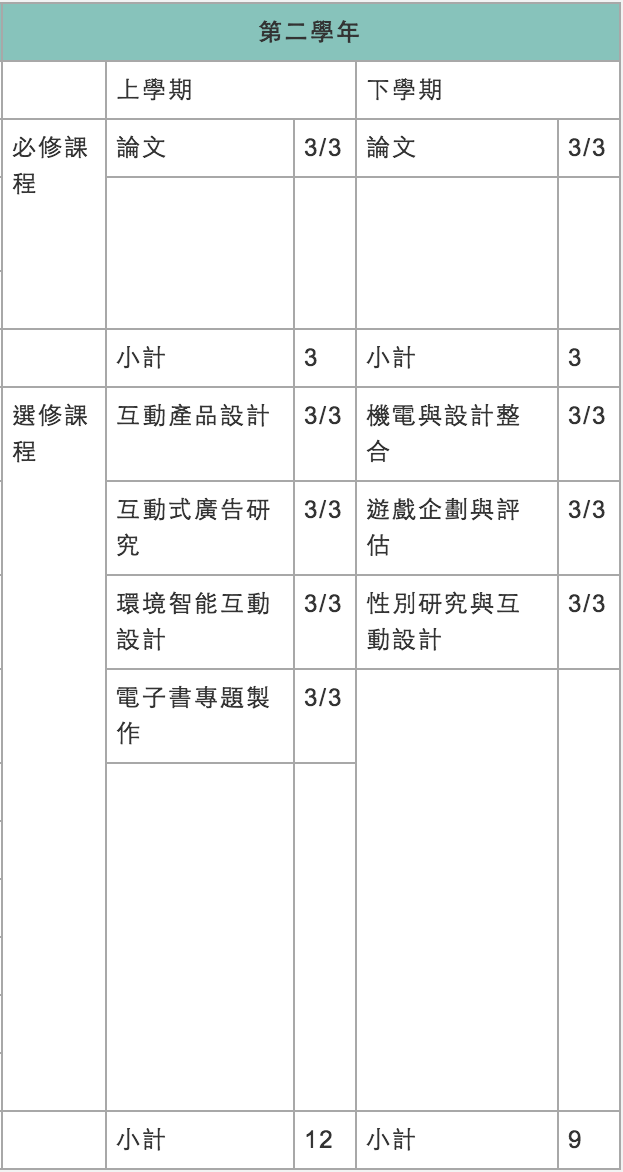 第二學年
上學期 下學期
必修課 論文 3/3 論文 3/3
程
小計 3 小計 3
選修課 互動產品設計 3/3 機電與設計整 3/3
程 合
互動式廣告研 3/3 遊戲企劃與評 3/3
究 估
環境智能互動 3/3 性別研究與互 3/3
設計 動設計
電子書專題製 3/3
作
小計 12 小計 9